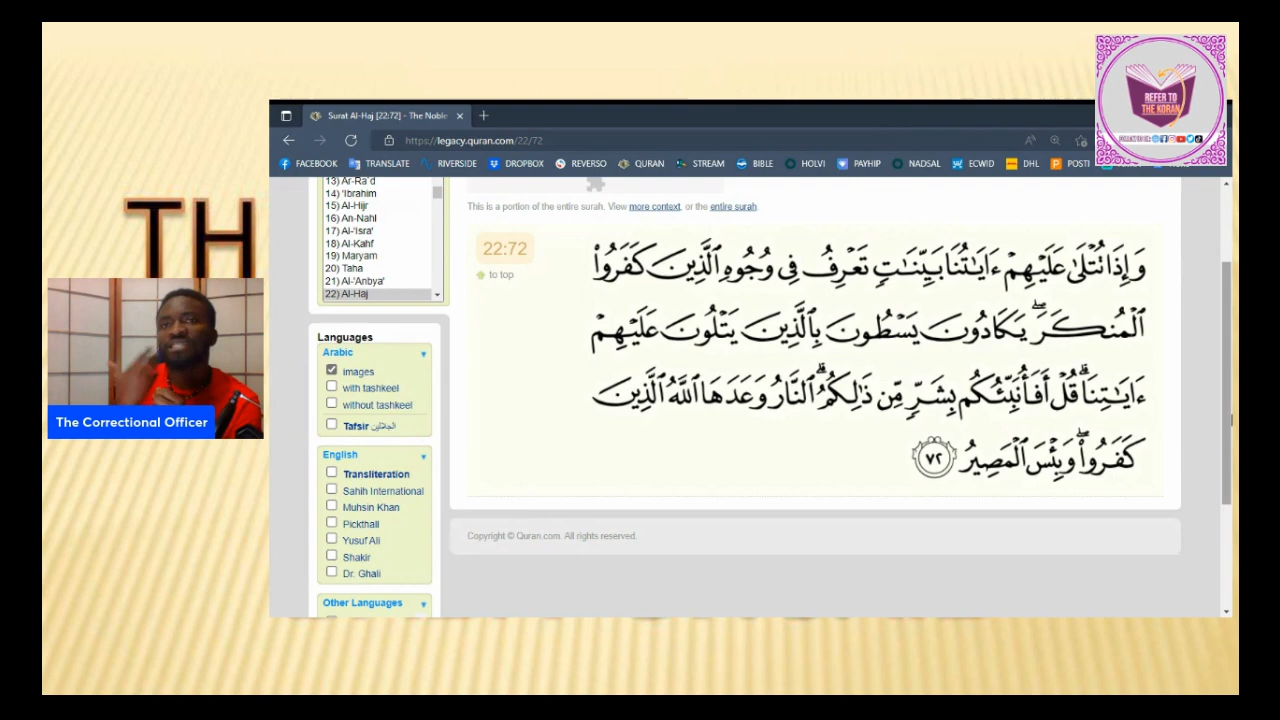 REFER TO
THE KORAN
TH
Surat Al-Haj [22:72] - The Noble
https://legacy.quran.com/22/72
FACEBOOK TRANSLATE RIVERSIDE DROPBOX REVERSO QURAN STREAM BIBLE HOLVI PAYHIP NADSAL ECWID DHL POSTI
13) Ar-Ra`d
14) 'Ibrahim
15) Al-Hijr
16) An-Nahl
17) Al-'Isra'
18) Al-Kahf
19) Maryam
20) Taha
21) Al-'Anbya'
22) Al-Haj
This is a portion of the entire surah. View more context, or the entire surah.
22:72
to top
وَإِذَا تُتْلَىٰ عَلَيْهِمْ ءَايَـٰتُنَا بَيِّنَـٰتٍ تَعْرِفُ فِى وُجُوهِ ٱلَّذِينَ كَفَرُوا۟
ٱلْمُنكَرَ ۖ يَكَادُونَ يَسْطُونَ بِٱلَّذِينَ يَتْلُونَ عَلَيْهِمْ
ءَايَـٰتِنَا ۗ قُلْ أَفَأُنَبِّئُكُم بِشَرٍّ مِّن ذَٰلِكُمُ ۗ ٱلنَّارُ وَعَدَهَا ٱللَّهُ ٱلَّذِينَ
كَفَرُوا۟ ۖ وَبِئْسَ ٱلْمَصِيرُ ٧٢
Languages
Arabic
images
with tashkeel
without tashkeel
Tafsir الجلالين
English
Transliteration
Sahih International
Muhsin Khan
Pickthall
Yusuf Ali
Shakir
Dr. Ghali
Other Languages
Copyright © Quran.com. All rights reserved.
The Correctional Officer